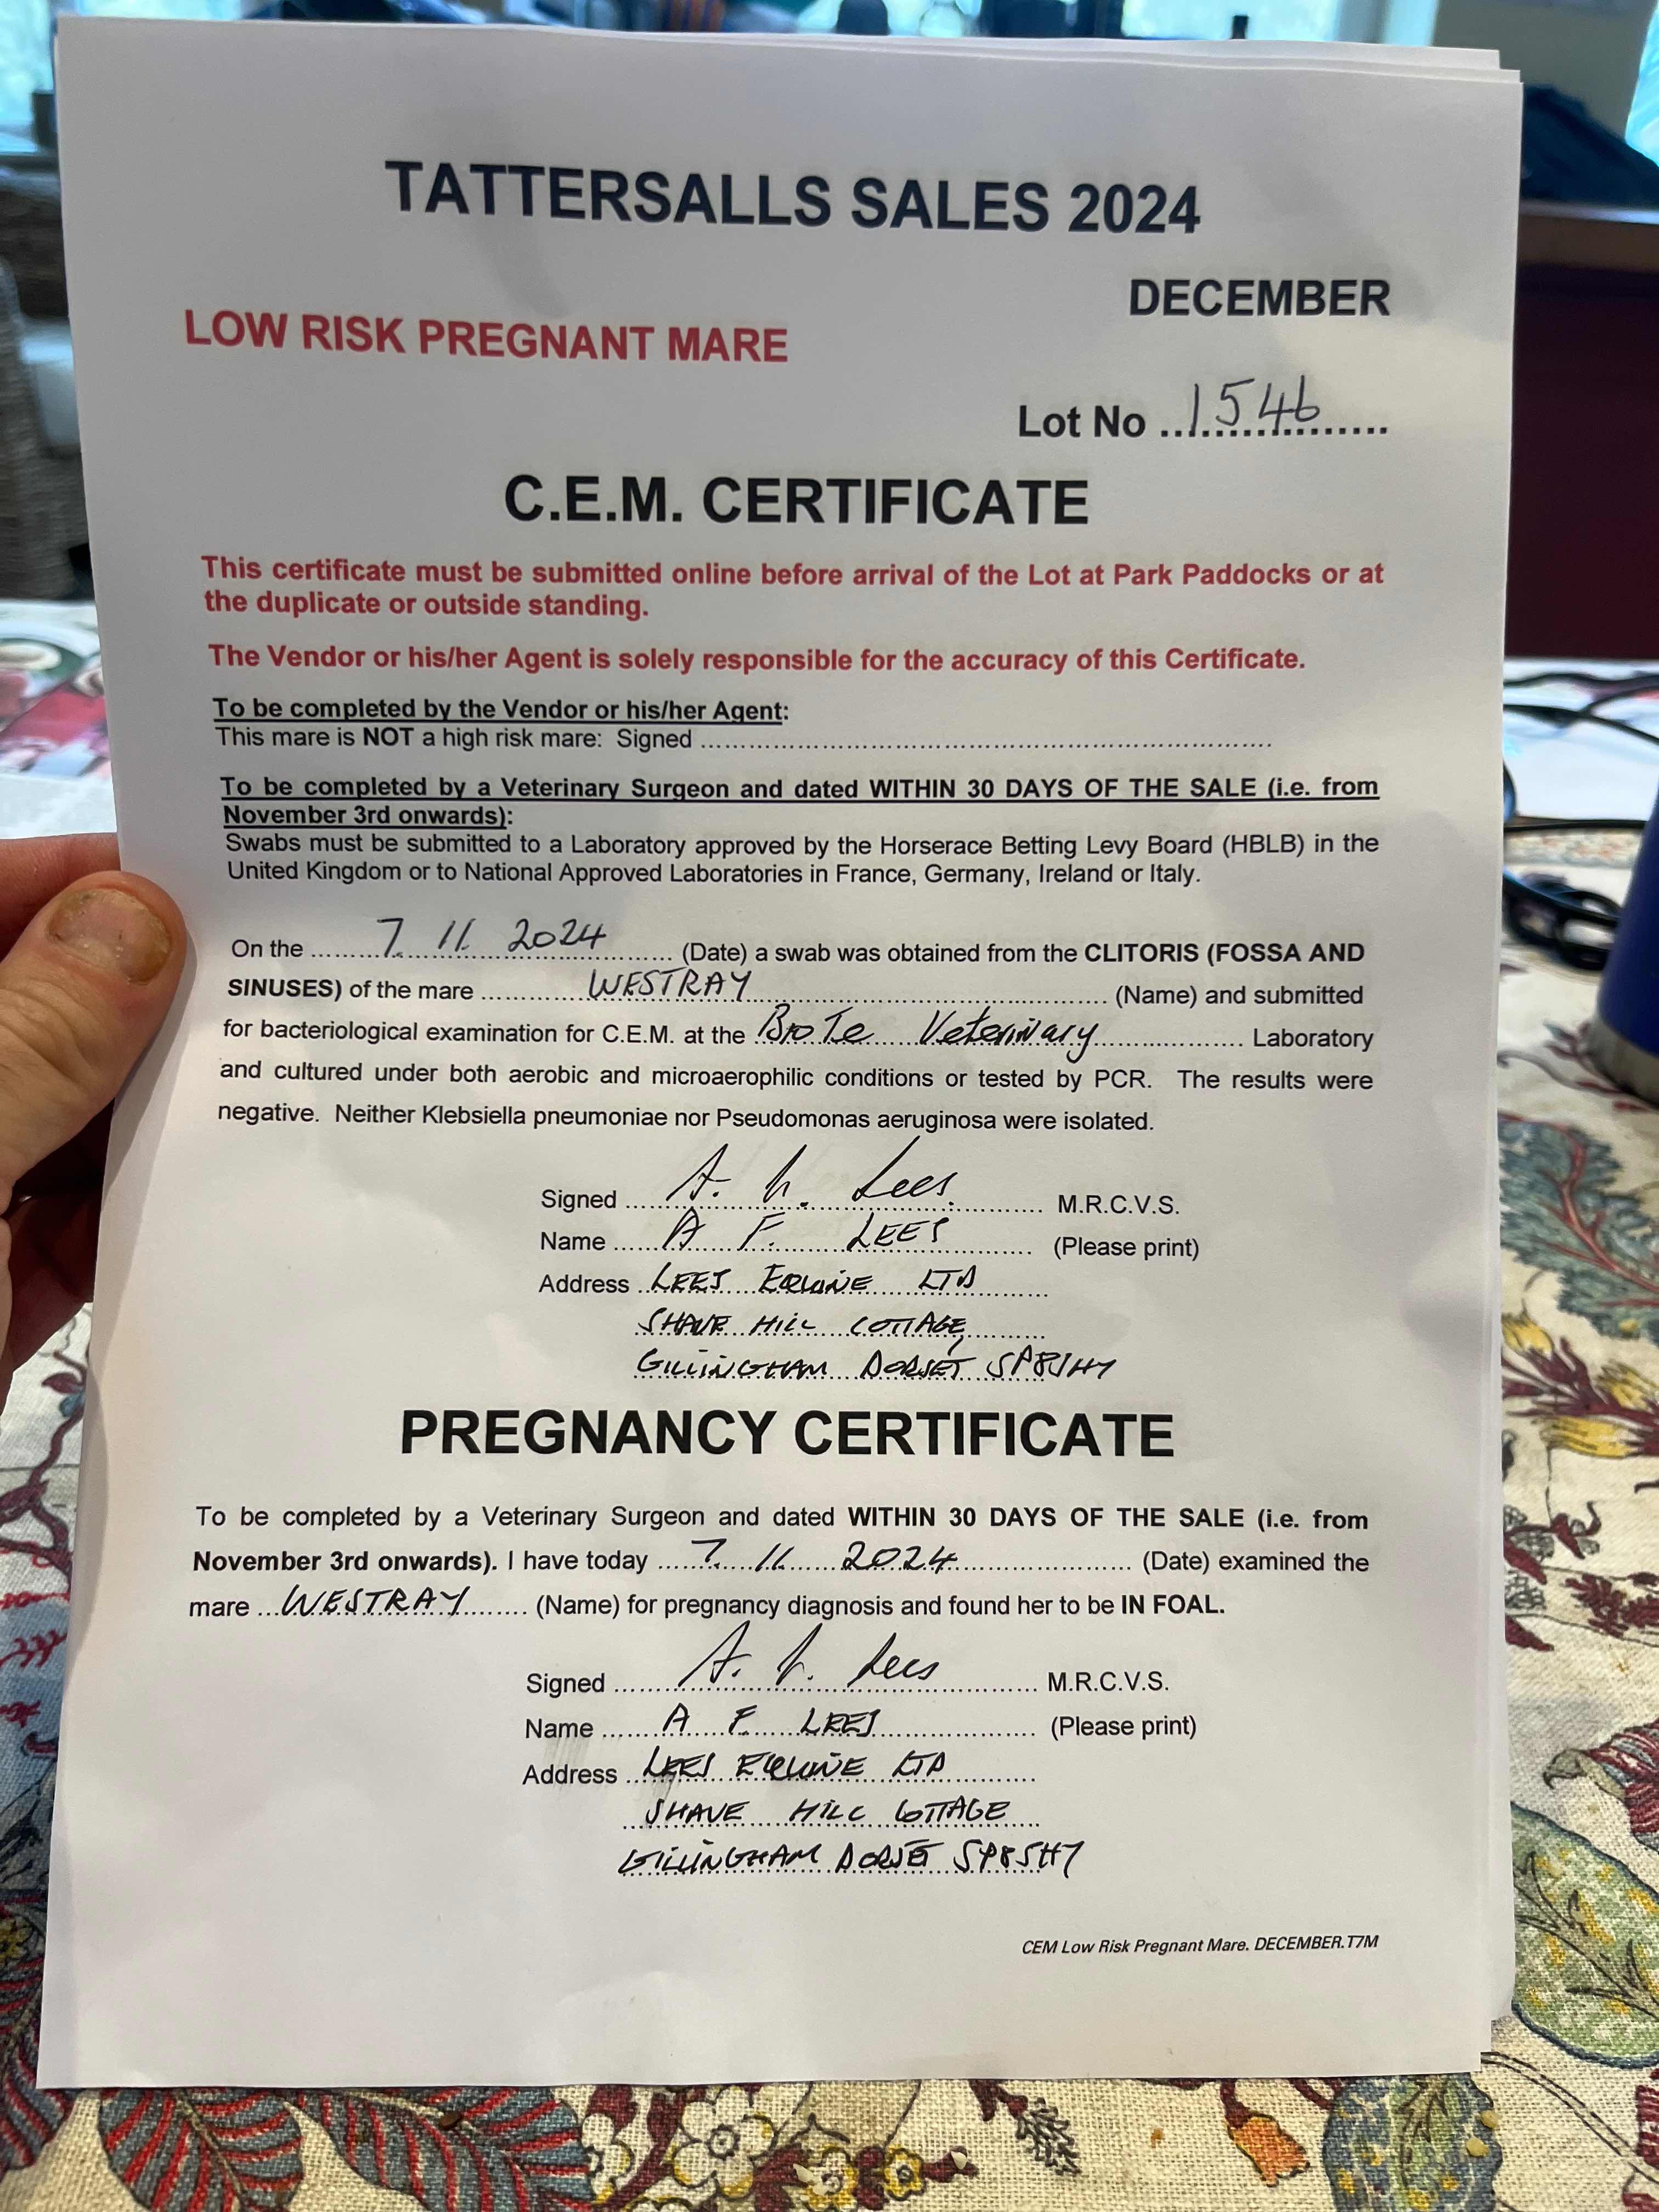 TATTERSALLS SALES 2024
DECEMBER
LOW RISK PREGNANT MARE
Lot No ...1546...
C.E.M. CERTIFICATE
This certificate must be submitted online before arrival of the Lot at Park Paddocks or at
the duplicate or outside standing.
The Vendor or his/her Agent is solely responsible for the accuracy of this Certificate.
To be completed by the Vendor or his/her Agent:
This mare is NOT a high risk mare: Signed ...
To be completed by a Veterinary Surgeon and dated WITHIN 30 DAYS OF THE SALE (i.e. from
November 3rd onwards):
Swabs must be submitted to a Laboratory approved by the Horserace Betting Levy Board (HBLB) in the
United Kingdom or to National Approved Laboratories in France, Germany, Ireland or Italy.
On the ...7. 11. 2024... (Date) a swab was obtained from the CLITORIS (FOSSA AND
SINUSES) of the mare ...WESTRAY... (Name) and submitted
for bacteriological examination for C.E.M. at the ...BioTe Veterinary... Laboratory
and cultured under both aerobic and microaerophilic conditions or tested by PCR. The results were
negative. Neither Klebsiella pneumoniae nor Pseudomonas aeruginosa were isolated.
Signed ...A. Lees... M.R.C.V.S.
Name ...A F. LEES... (Please print)
Address ...LEES EQUINE LTD...
SHAVE HILL COTTAGE,
GILLINGHAM DORSET, SP85HY
PREGNANCY CERTIFICATE
To be completed by a Veterinary Surgeon and dated WITHIN 30 DAYS OF THE SALE (i.e. from
November 3rd onwards). I have today ...7. 11. 2024... (Date) examined the
mare ...WESTRAY... (Name) for pregnancy diagnosis and found her to be IN FOAL.
Signed ...A. Lees... M.R.C.V.S.
Name ...A F. LEES... (Please print)
Address ...LEES EQUINE LTD...
SHAVE HILL COTTAGE
GILLINGHAM DORSET SP85HY
CEM Low Risk Pregnant Mare. DECEMBER.T7M